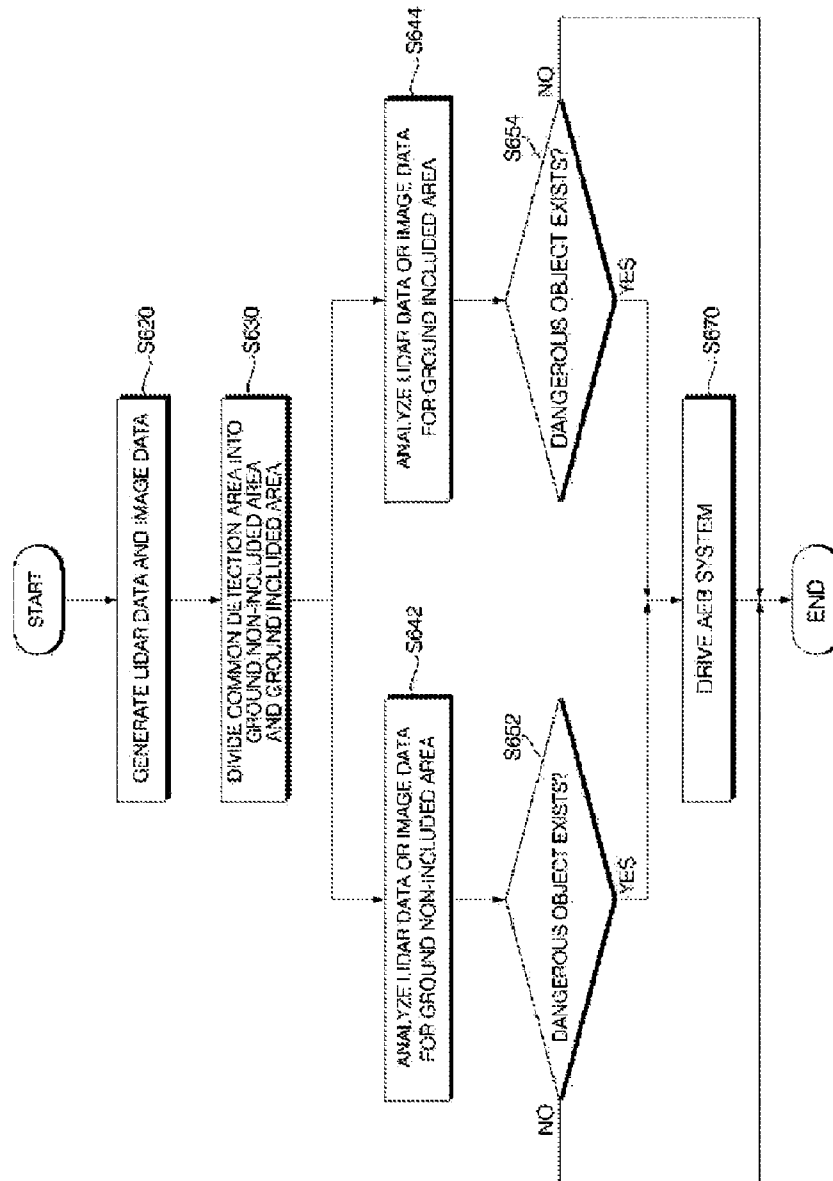 START
GENERATE LIDAR DATA AND IMAGE DATA
S620
DIVIDE COMMON DETECTION AREA INTO
GROUND NON-INCLUDED AREA
AND GROUND INCLUDED AREA
S630
ANALYZE LIDAR DATA OR IMAGE DATA
FOR GROUND NON-INCLUDED AREA
S642
ANALYZE LIDAR DATA OR IMAGE DATA
FOR GROUND INCLUDED AREA
S644
DANGEROUS OBJECT EXISTS?
S652
NO
YES
DANGEROUS OBJECT EXISTS?
S654
NO
YES
DRIVE AEB SYSTEM
S670
END